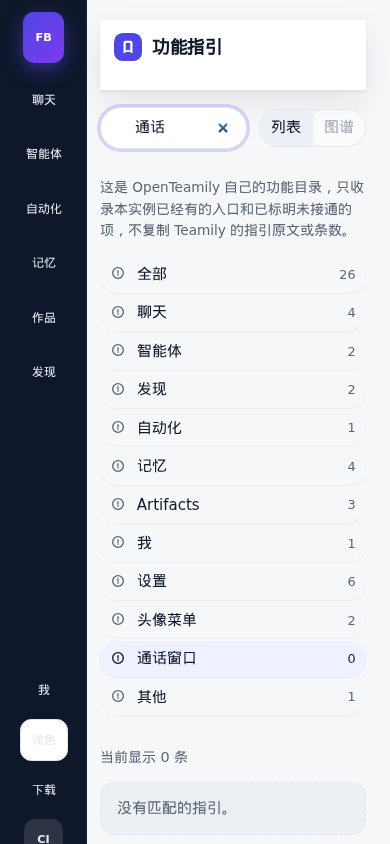 FB
聊天
智能体
自动化
记忆
作品
发现
我
浅色
下载
CI
功能指引
通话
列表 图谱
这是 OpenTeamily 自己的功能目录，只收
录本实例已经有的入口和已标明未接通的
项，不复制 Teamily 的指引原文或条数。
全部 26
聊天 4
智能体 2
发现 2
自动化 1
记忆 4
Artifacts 3
我 1
设置 6
头像菜单 2
通话窗口 0
其他 1
当前显示 0 条
没有匹配的指引。